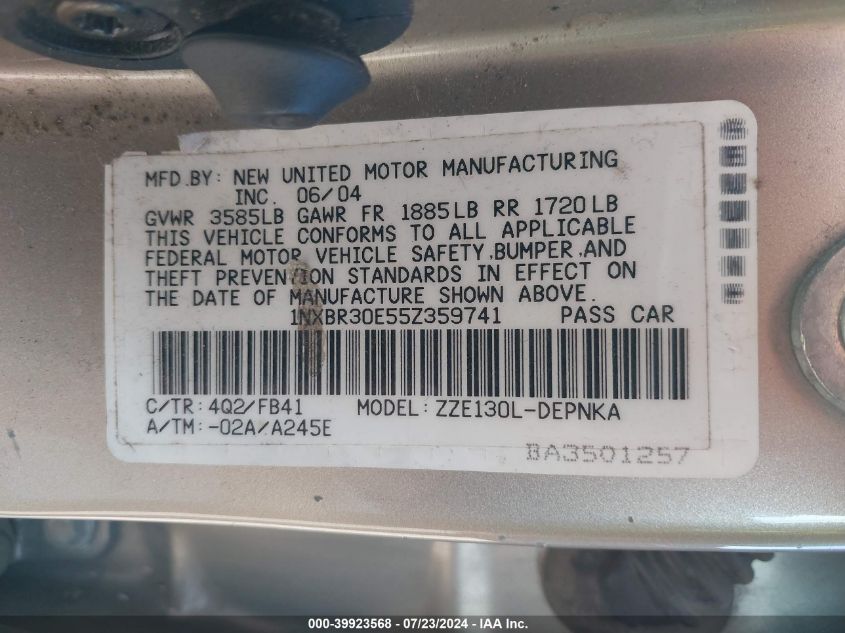 MFD.BY: NEW UNITED MOTOR MANUFACTURING
INC. 06/04
GVWR 3585LB GAWR FR 1885LB RR 1720LB
THIS VEHICLE CONFORMS TO ALL APPLICABLE
FEDERAL MOTOR VEHICLE SAFETY,BUMPER,AND
THEFT PREVENTION STANDARDS IN EFFECT ON
THE DATE OF MANUFACTURE SHOWN ABOVE.
1NXBR30E55Z359741 PASS CAR
C/TR: 4Q2/FB41 MODEL: ZZE130L-DEPNKA
A/TM: -02A/A245E
BA3501257
000-39923568 - 07/23/2024 - IAA Inc.